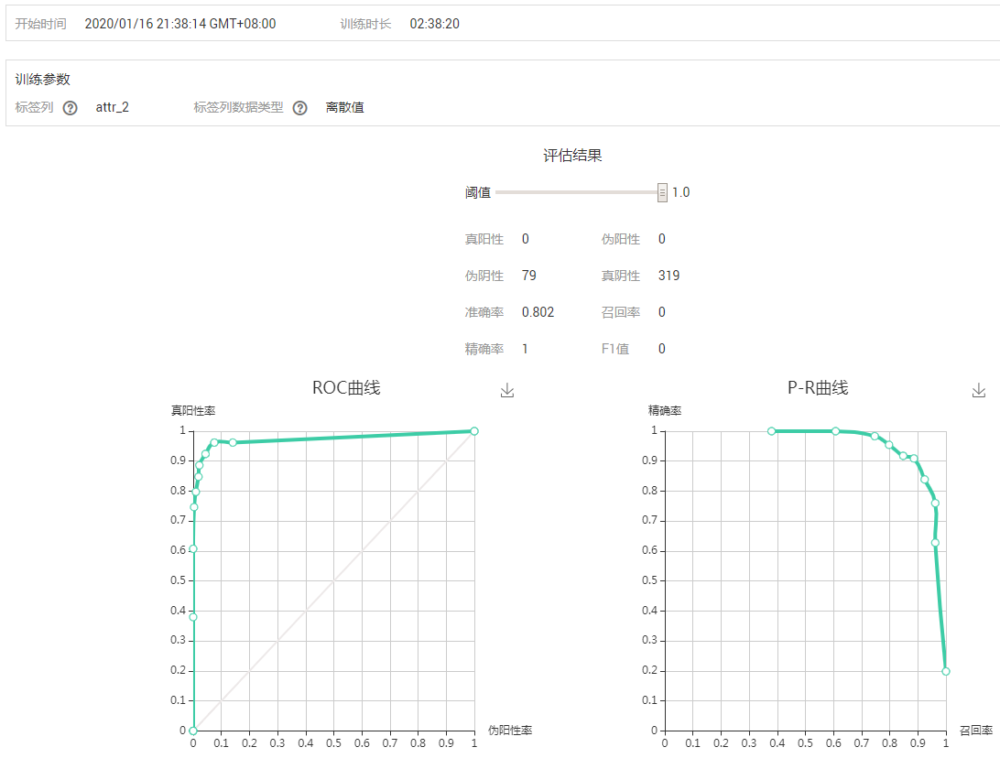 开始时间 2020/01/16 21:38:14 GMT+08:00 训练时长 02:38:20
训练参数
标签列 ? attr_2 标签列数据类型 ? 离散值
评估结果
阈值 1.0
真阳性 0 伪阳性 0
伪阴性 79 真阴性 319
准确率 0.802 召回率 0
精确率 1 F1值 0
ROC曲线
真阳性率
1
0.9
0.8
0.7
0.6
0.5
0.4
0.3
0.2
0.1
0
0 0.1 0.2 0.3 0.4 0.5 0.6 0.7 0.8 0.9 1
伪阳性率
P-R曲线
精确率
1
0.9
0.8
0.7
0.6
0.5
0.4
0.3
0.2
0.1
0
0 0.1 0.2 0.3 0.4 0.5 0.6 0.7 0.8 0.9 1
召回率